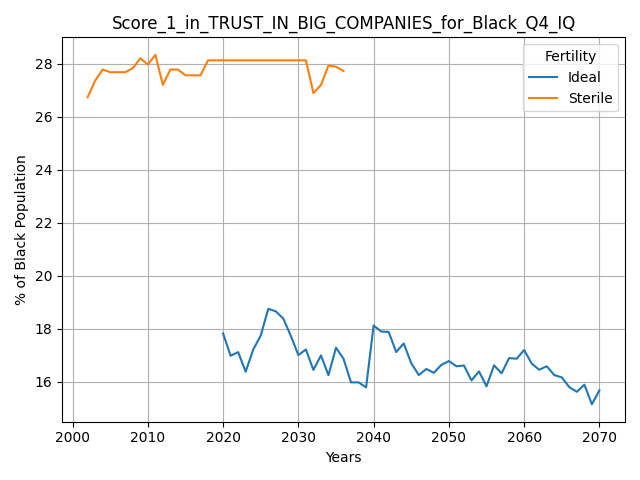 Score_1_in_TRUST_IN_BIG_COMPANIES_for_Black_Q4_IQ
Fertility
Ideal
Sterile
% of Black Population
28
26
24
22
20
18
16
2000 2010 2020 2030 2040 2050 2060 2070
Years